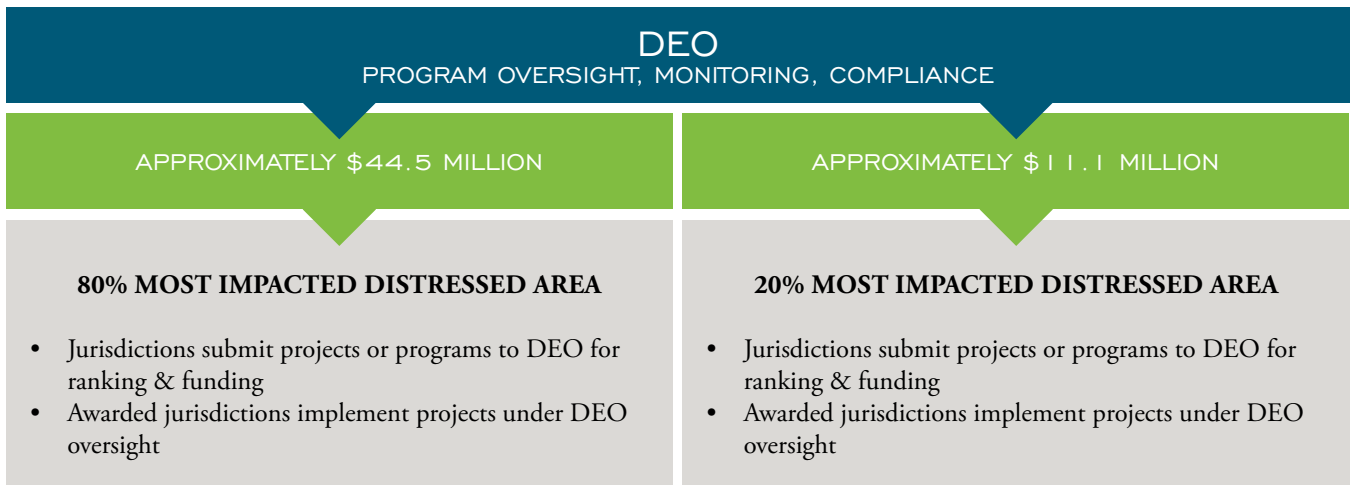 DEO
PROGRAM OVERSIGHT, MONITORING, COMPLIANCE
APPROXIMATELY $44.5 MILLION
80% MOST IMPACTED DISTRESSED AREA
• Jurisdictions submit projects or programs to DEO for
ranking & funding
• Awarded jurisdictions implement projects under DEO
oversight
APPROXIMATELY $11.1 MILLION
20% MOST IMPACTED DISTRESSED AREA
• Jurisdictions submit projects or programs to DEO for
ranking & funding
• Awarded jurisdictions implement projects under DEO
oversight